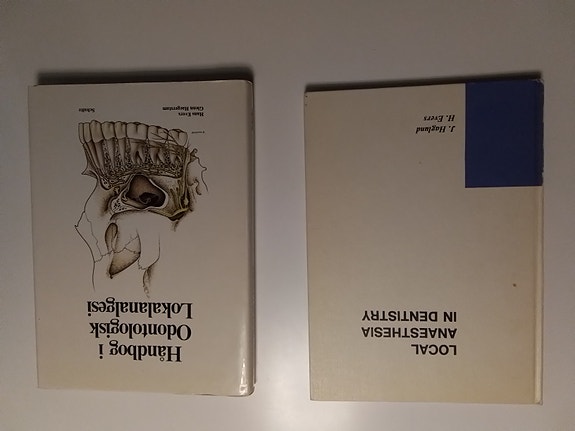 Håndbog i
Odontologisk
Lokalanalgesi
Hans Evers
Glenn Haegerstam
Schultz
LOCAL
ANAESTHESIA
IN DENTISTRY
J. Haglund
H. Evers